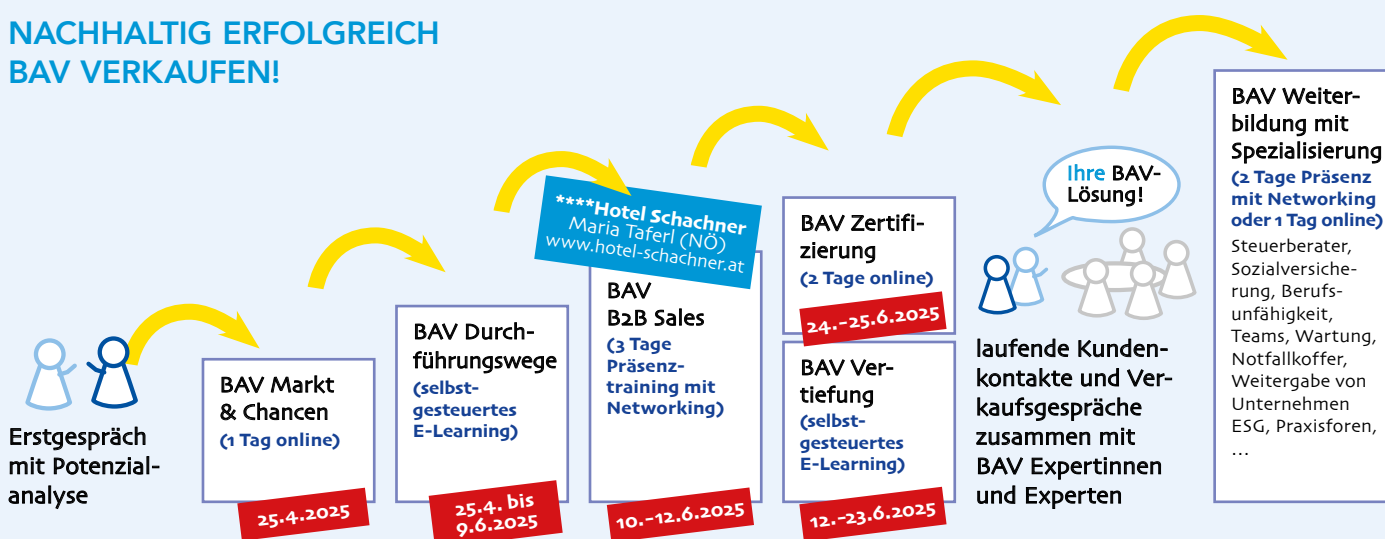 NACHHALTIG ERFOLGREICH
BAV VERKAUFEN!
Erstgespräch
mit Potenzial-
analyse
BAV Markt
& Chancen
(1 Tag online)
25.4.2025
BAV Durch-
führungswege
(selbst-
gesteuertes
E-Learning)
25.4. bis
9.6.2025
****Hotel Schachner
Maria Taferl (NÖ)
www.hotel-schachner.at
BAV
B2B Sales
(3 Tage
Präsenz-
training mit
Networking)
10.-12.6.2025
BAV Zertifi-
zierung
(2 Tage online)
24.-25.6.2025
BAV Ver-
tiefung
(selbst-
gesteuertes
E-Learning)
12.-23.6.2025
Ihre BAV-
Lösung!
laufende Kunden-
kontakte und Ver-
kaufsgespräche
zusammen mit
BAV Expertinnen
und Experten
BAV Weiter-
bildung mit
Spezialisierung
(2 Tage Präsenz
mit Networking
oder 1 Tag online)
Steuerberater,
Sozialversiche-
rung, Berufs-
unfähigkeit,
Teams, Wartung,
Notfallkoffer,
Weitergabe von
Unternehmen
ESG, Praxisforen,
...